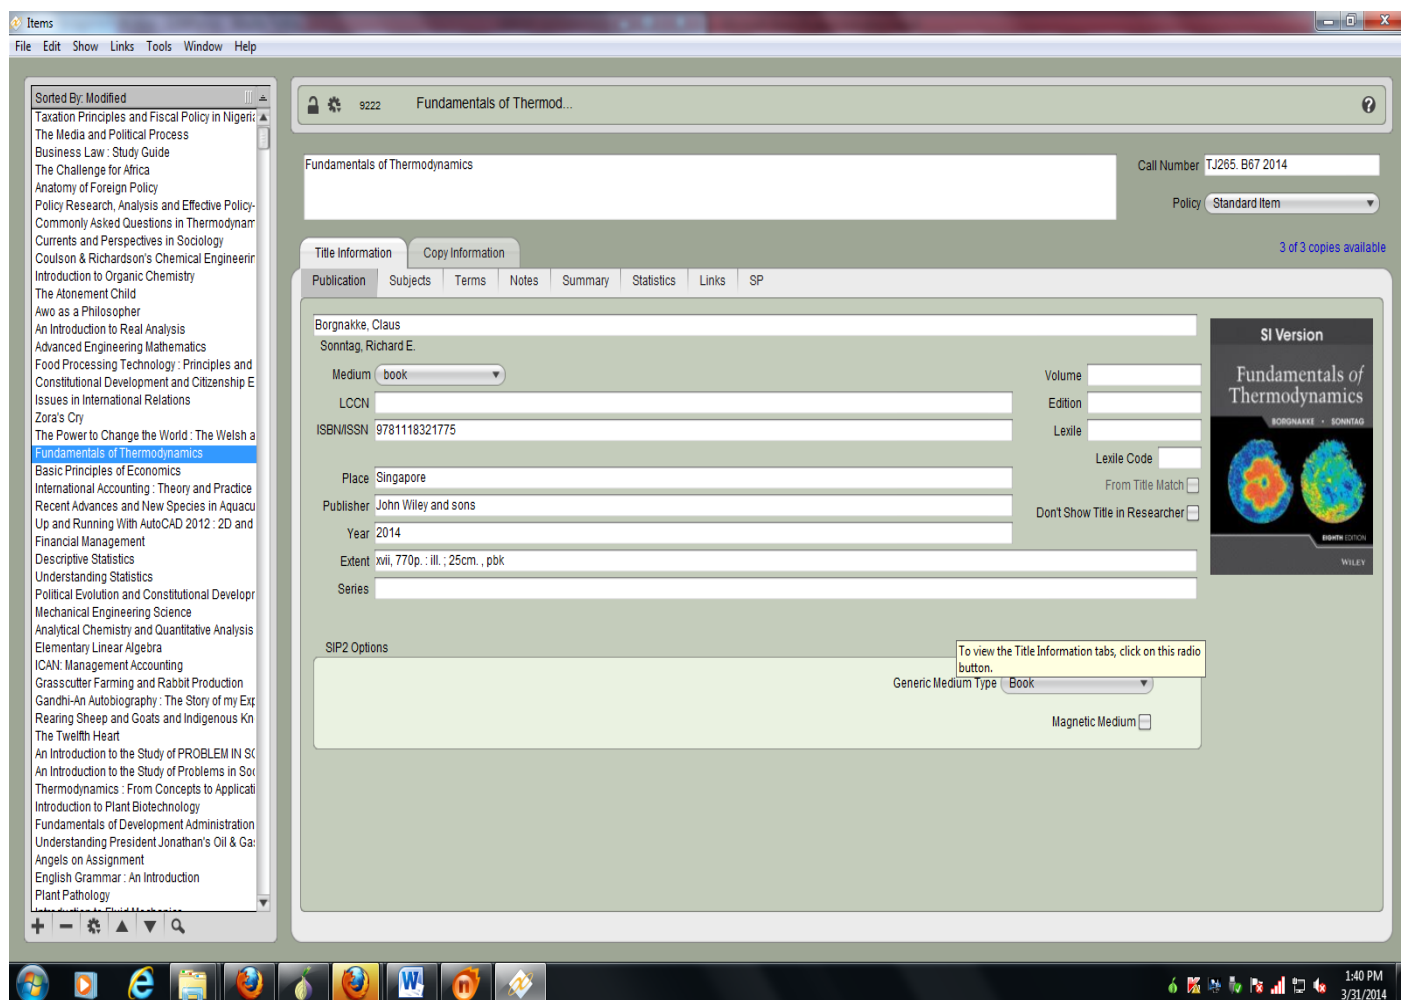 Items
File Edit Show Links Tools Window Help
Sorted By: Modified
Taxation Principles and Fiscal Policy in Nigeria
The Media and Political Process
Business Law : Study Guide
The Challenge for Africa
Anatomy of Foreign Policy
Policy Research, Analysis and Effective Policy-
Commonly Asked Questions in Thermodynam
Currents and Perspectives in Sociology
Coulson & Richardson's Chemical Engineerin
Introduction to Organic Chemistry
The Atonement Child
Awo as a Philosopher
An Introduction to Real Analysis
Advanced Engineering Mathematics
Food Processing Technology : Principles and
Constitutional Development and Citizenship E
Issues in International Relations
Zora's Cry
The Power to Change the World : The Welsh a
Fundamentals of Thermodynamics
Basic Principles of Economics
International Accounting : Theory and Practice
Recent Advances and New Species in Aquacu
Up and Running With AutoCAD 2012 : 2D and
Financial Management
Descriptive Statistics
Understanding Statistics
Political Evolution and Constitutional Developr
Mechanical Engineering Science
Analytical Chemistry and Quantitative Analysis
Elementary Linear Algebra
ICAN: Management Accounting
Grasscutter Farming and Rabbit Production
Gandhi-An Autobiography : The Story of my Exp
Rearing Sheep and Goats and Indigenous Kn
The Twelfth Heart
An Introduction to the Study of PROBLEM IN SO
An Introduction to the Study of Problems in Soc
Thermodynamics : From Concepts to Applicati
Introduction to Plant Biotechnology
Fundamentals of Development Administration
Understanding President Jonathan's Oil & Gas
Angels on Assignment
English Grammar : An Introduction
Plant Pathology
Introduction to Fluid Mechanics
9222 Fundamentals of Thermod...
Fundamentals of Thermodynamics
Call Number TJ265. B67 2014
Policy Standard Item
3 of 3 copies available
Title Information Copy Information
Publication Subjects Terms Notes Summary Statistics Links SP
Borgnakke, Claus
Sonntag, Richard E.
Medium book
LCCN
ISBN/ISSN 9781118321775
Place Singapore
Publisher John Wiley and sons
Year 2014
Extent xvii, 770p. : ill. ; 25cm. , pbk
Series
Volume
Edition
Lexile
Lexile Code
From Title Match
Don't Show Title in Researcher
SI Version
Fundamentals of
Thermodynamics
BORGNAKKE • SONNTAG
EIGHTH EDITION
WILEY
SIP2 Options
To view the Title Information tabs, click on this radio
button.
Generic Medium Type Book
Magnetic Medium
1:40 PM
3/31/2014